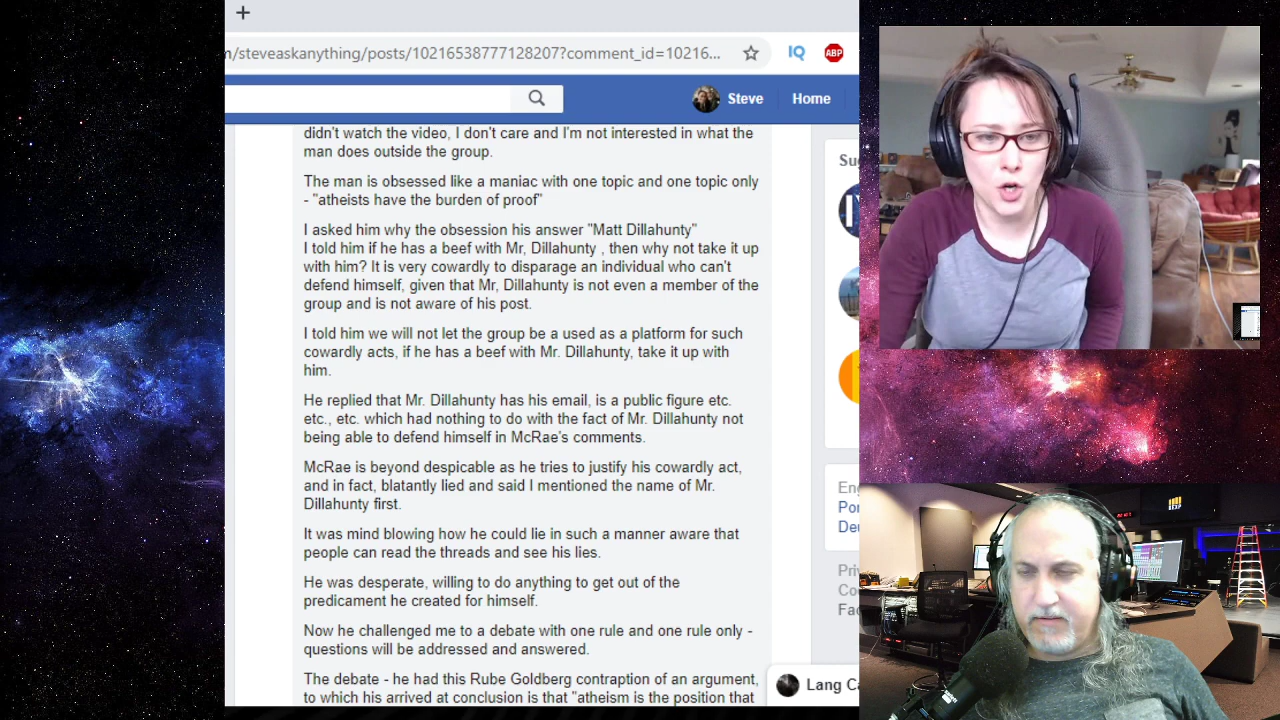 m/steveaskanything/posts/10216538777128207?comment_id=10216...
IQ
ABP
Steve
Home
didn't watch the video, I don't care and I'm not interested in what the
man does outside the group.
The man is obsessed like a maniac with one topic and one topic only
- "atheists have the burden of proof"
I asked him why the obsession his answer "Matt Dillahunty"
I told him if he has a beef with Mr, Dillahunty , then why not take it up
with him? It is very cowardly to disparage an individual who can't
defend himself, given that Mr, Dillahunty is not even a member of the
group and is not aware of his post.
I told him we will not let the group be a used as a platform for such
cowardly acts, if he has a beef with Mr. Dillahunty, take it up with
him.
He replied that Mr. Dillahunty has his email, is a public figure etc.
etc., etc. which had nothing to do with the fact of Mr. Dillahunty not
being able to defend himself in McRae's comments.
McRae is beyond despicable as he tries to justify his cowardly act,
and in fact, blatantly lied and said I mentioned the name of Mr.
Dillahunty first.
It was mind blowing how he could lie in such a manner aware that
people can read the threads and see his lies.
He was desperate, willing to do anything to get out of the
predicament he created for himself.
Now he challenged me to a debate with one rule and one rule only -
questions will be addressed and answered.
The debate - he had this Rube Goldberg contraption of an argument,
to which his arrived at conclusion is that "atheism is the position that
Su
Eng
Por
Deu
Priv
Coo
Fac
Lang Ca